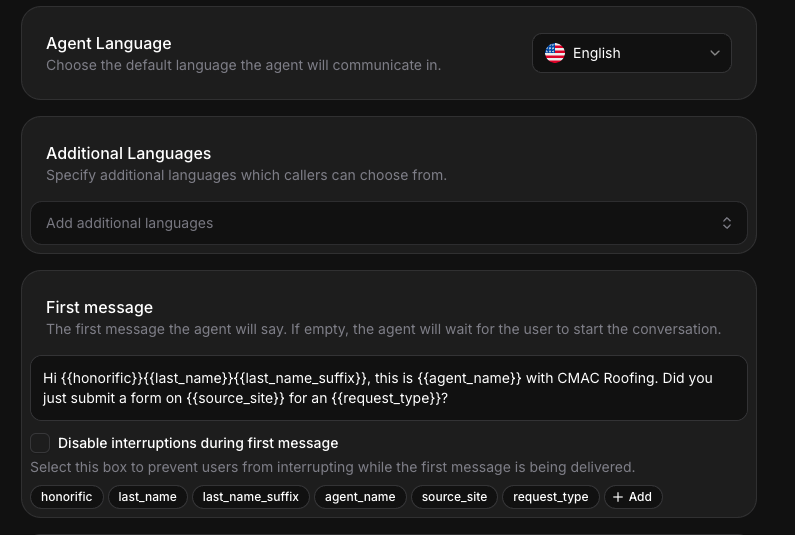 Agent Language
Choose the default language the agent will communicate in.
English
Additional Languages
Specify additional languages which callers can choose from.
Add additional languages
First message
The first message the agent will say. If empty, the agent will wait for the user to start the conversation.
Hi {{honorific}}{{last_name}}{{last_name_suffix}}, this is {{agent_name}} with CMAC Roofing. Did you
just submit a form on {{source_site}} for an {{request_type}}?
Disable interruptions during first message
Select this box to prevent users from interrupting while the first message is being delivered.
honorific last_name last_name_suffix agent_name source_site request_type + Add